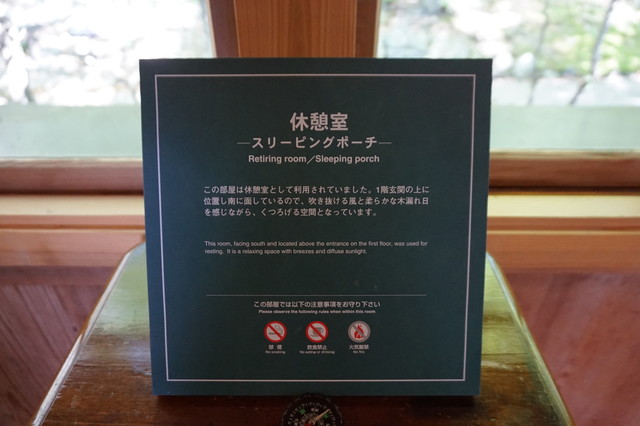 休憩室
―スリーピングポーチ―
Retiring room／Sleeping porch
この部屋は休憩室として利用されていました。1階玄関の上に
位置し南に面しているので、吹き抜ける風と柔らかな木漏れ日
を感じながら、くつろげる空間となっています。
This room, facing south and located above the entrance on the first floor, was used for
resting. It is a relaxing space with breezes and diffuse sunlight.
この部屋では以下の注意事項をお守り下さい
Please observe the following rules when within this room
禁煙 飲食禁止 火気厳禁
No smoking No eating or drinking No fire